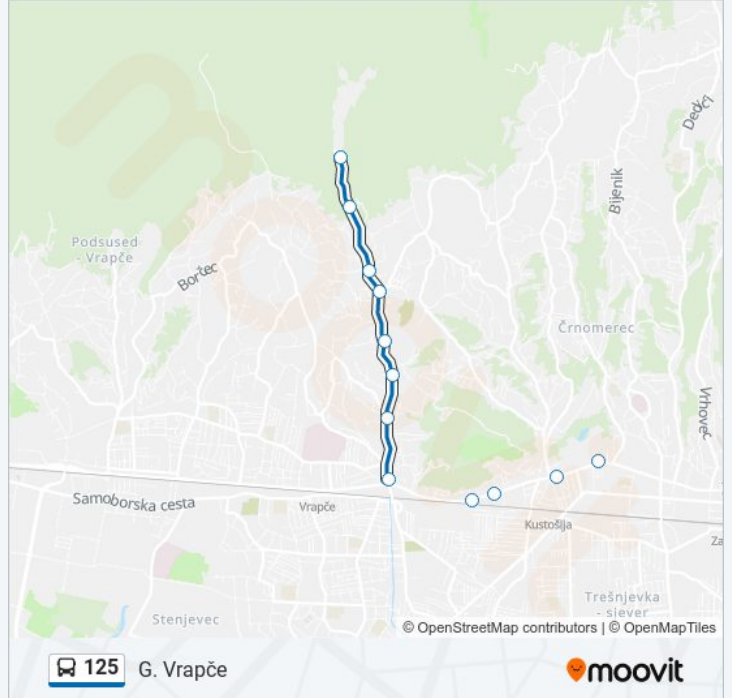 Dedići
Bijenik
Podsused
- Vrapče
Borčec
Črnomerec
Vrhovec
Samoborska cesta
Vrapče
Kustošija
Za
Trešnjevka
- sjever
Stenjevec
© OpenStreetMap contributors | © OpenMapTiles
125 G. Vrapče
moovit